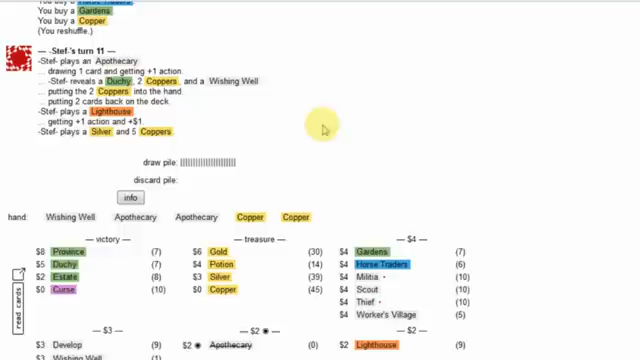 You buy a Horse Traders
You buy a Gardens
You buy a Copper
(You reshuffle.)
— -Stef-'s turn 11 —
-Stef- plays an Apothecary
... drawing 1 card and getting +1 action.
... -Stef- reveals a Duchy, 2 Coppers, and a Wishing Well
... putting the 2 Coppers into the hand.
... putting 2 cards back on the deck.
-Stef- plays a Lighthouse
... getting +1 action and +$1.
-Stef- plays a Silver and 5 Coppers.
draw pile: ||||||||||||||||||||
discard pile:
info
hand: Wishing Well Apothecary Apothecary Copper Copper
— victory — — treasure — — $4 —
$8 Province (7) $6 Gold (30) $4 Gardens (7)
$5 Duchy (7) $4 Potion (14) $4 Horse Traders (6)
$2 Estate (8) $3 Silver (39) $4 Militia • (10)
$0 Curse (10) $0 Copper (45) $4 Scout (10)
$4 Thief • (10)
$4 Worker's Village (5)
read cards
— $3 — — $2 ◉ — — $2 —
$3 Develop (9) $2 ◉ Apothecary (0) $2 Lighthouse (9)
$3 Wishing Well